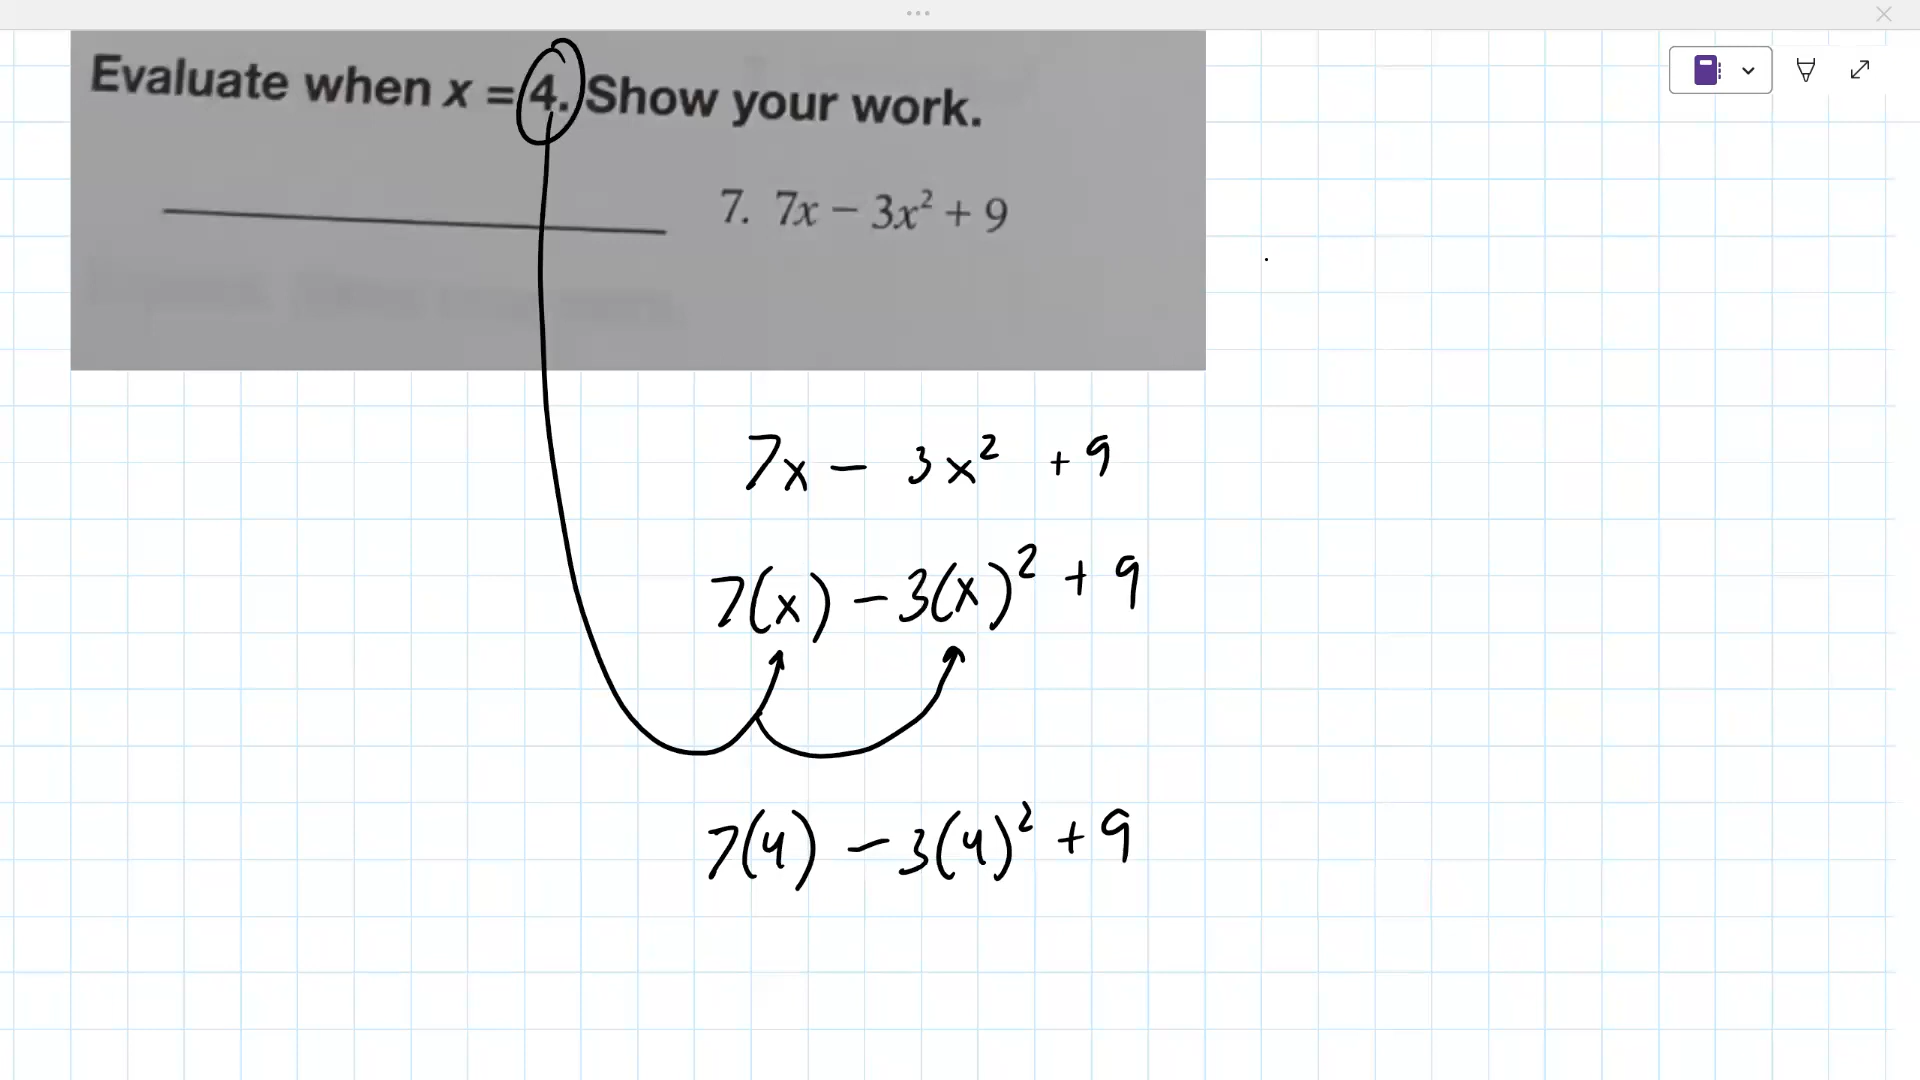 Evaluate when x = 4. Show your work.
7. 7x − 3x² + 9
7x − 3x² + 9
7(x) − 3(x)² + 9
7(4) − 3(4)² + 9